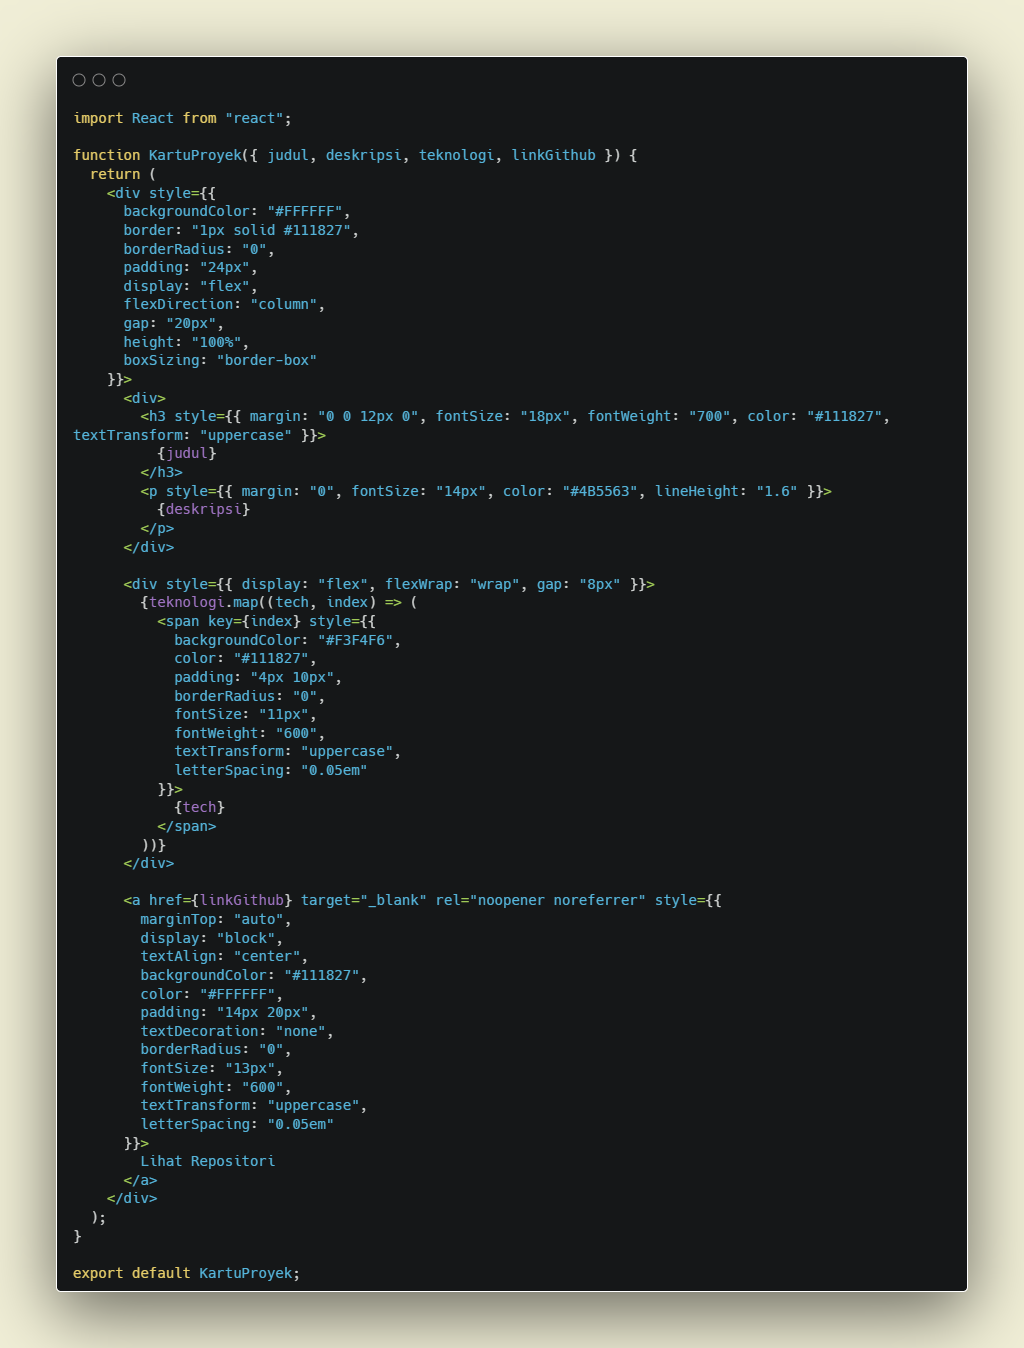 import React from "react";

function KartuProyek({ judul, deskripsi, teknologi, linkGithub }) {
  return (
    <div style={{
      backgroundColor: "#FFFFFF",
      border: "1px solid #111827",
      borderRadius: "0",
      padding: "24px",
      display: "flex",
      flexDirection: "column",
      gap: "20px",
      height: "100%",
      boxSizing: "border-box"
    }}>
      <div>
        <h3 style={{ margin: "0 0 12px 0", fontSize: "18px", fontWeight: "700", color: "#111827",
textTransform: "uppercase" }}>
          {judul}
        </h3>
        <p style={{ margin: "0", fontSize: "14px", color: "#4B5563", lineHeight: "1.6" }}>
          {deskripsi}
        </p>
      </div>

      <div style={{ display: "flex", flexWrap: "wrap", gap: "8px" }}>
        {teknologi.map((tech, index) => (
          <span key={index} style={{
            backgroundColor: "#F3F4F6",
            color: "#111827",
            padding: "4px 10px",
            borderRadius: "0",
            fontSize: "11px",
            fontWeight: "600",
            textTransform: "uppercase",
            letterSpacing: "0.05em"
          }}>
            {tech}
          </span>
        ))}
      </div>

      <a href={linkGithub} target="_blank" rel="noopener noreferrer" style={{
        marginTop: "auto",
        display: "block",
        textAlign: "center",
        backgroundColor: "#111827",
        color: "#FFFFFF",
        padding: "14px 20px",
        textDecoration: "none",
        borderRadius: "0",
        fontSize: "13px",
        fontWeight: "600",
        textTransform: "uppercase",
        letterSpacing: "0.05em"
      }}>
        Lihat Repositori
      </a>
    </div>
  );
}

export default KartuProyek;